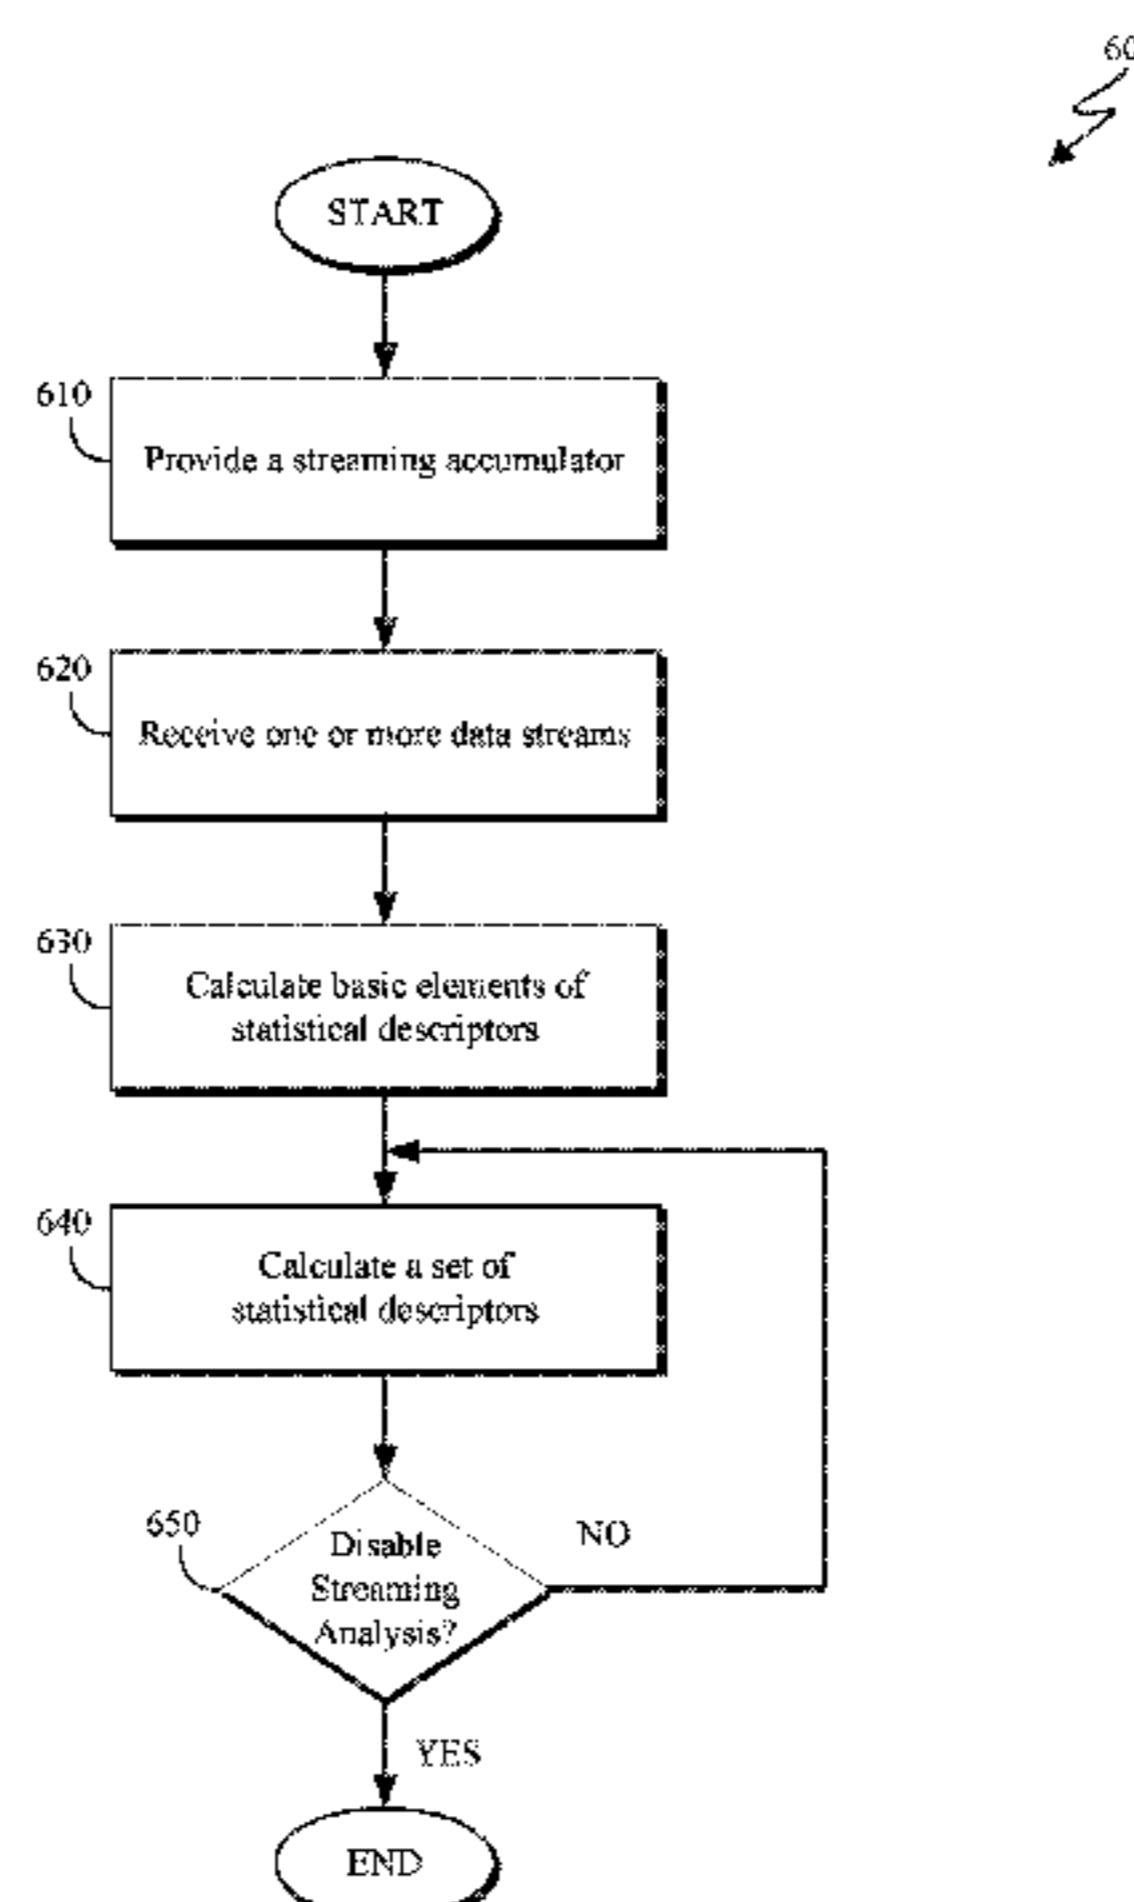 60
START
610
Provide a streaming accumulator
620
Receive one or more data streams
630
Calculate basic elements of
statistical descriptors
640
Calculate a set of
statistical descriptors
650
Disable
Streaming
Analysis?
NO
YES
END